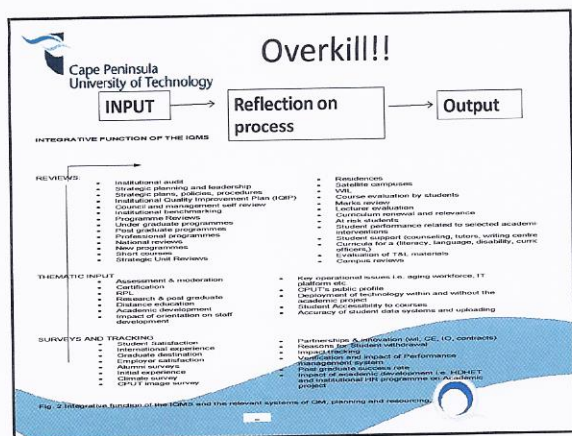 Overkill!!
Cape Peninsula
University of Technology
INPUT
Reflection on
process
Output
INTEGRATIVE FUNCTION OF THE IQMS
REVIEWS:
Institutional audit
Strategic planning and leadership
Strategic plans, policies, procedures
Institutional Quality Improvement Plan (IQIP)
Council and management self review
Institutional benchmarking
Programme Reviews
Under graduate programmes
Post graduate programmes
Professional programmes
National reviews
New programmes
Short courses
Strategic Unit Reviews
Residences
Satellite campuses
WIL
Course evaluation by students
Marks review
Lecturer evaluation
Curriculum renewal and relevance
At risk students
Student performance related to selected academi
interventions
Student support (counseling, tutors, writing centre
Curricula for a (literacy, language, disability, curric
officers,)
Evaluation of T&L materials
Campus reviews
THEMATIC INPUT
Assessment & moderation
Certification
RPL
Research & post graduate
Distance education
Academic development
Impact of orientation on staff
development
Key operational issues i.e. aging workforce, IT
platform etc
CPUT's public profile
Deployment of technology within and without the
academic project
Student Accessibility to courses
Accuracy of student data systems and uploading
SURVEYS AND TRACKING
Student Satisfaction
International experience
Graduate destination
Employer satisfaction
Alumni surveys
Initial experience
Climate survey
CPUT image survey
Partnerships & innovation (wil, CE, IO, contracts)
Reasons for Student withdrawal
Impact tracking
Verification and impact of Performance
management system
Post graduate success rate
Impact of academic development i.e. HDHET
and Institutional HR programme on Academic
project
Fig. 2 Integrative function of the IQMS and the relevant systems of QM, planning and resourcing.